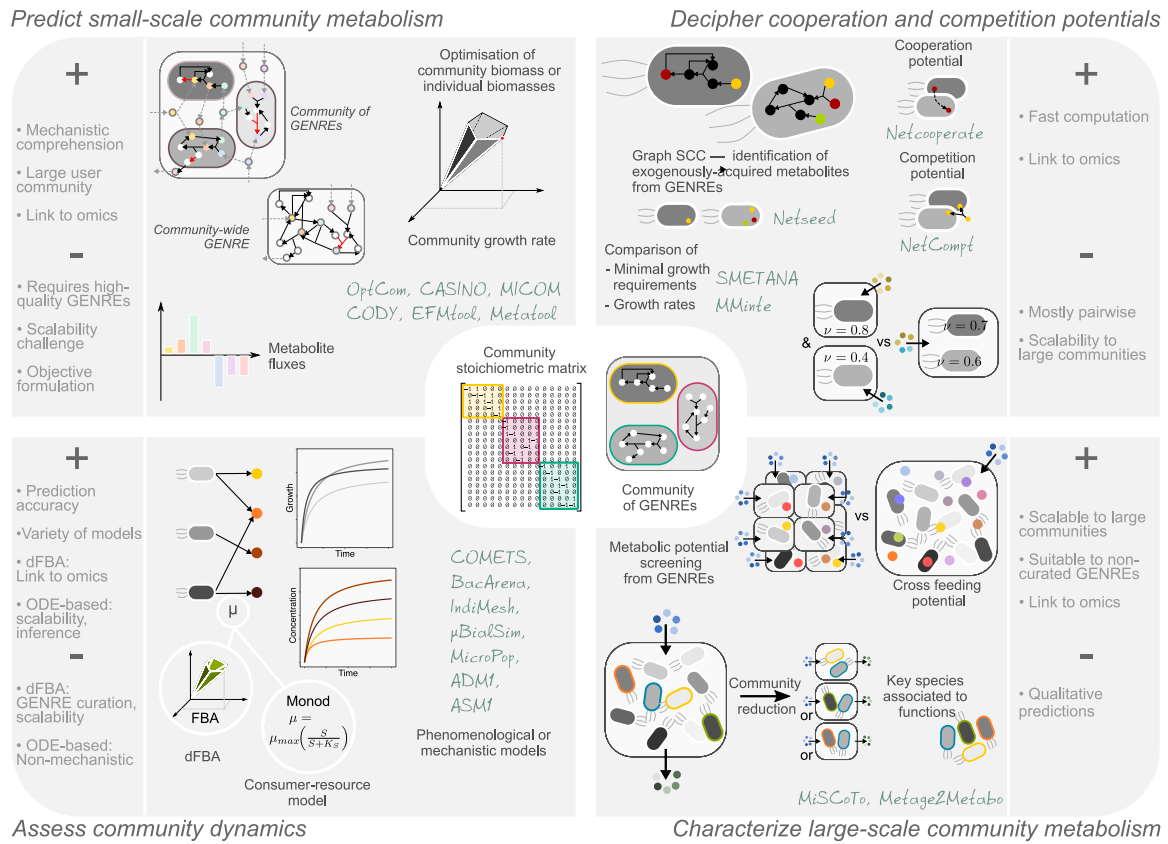 Predict small-scale community metabolism
Decipher cooperation and competition potentials
+
• Mechanistic
comprehension
• Large user
community
• Link to omics
-
• Requires high-
quality GENREs
• Scalability
challenge
• Objective
formulation
Community
of GENREs
Community-wide
GENRE
Optimisation of
community biomass or
individual biomasses
Community growth rate
OptCom, CASINO, MICOM
CODY, EFMtool, Metatool
Metabolite
fluxes
Graph SCC — identification of
exogenously-acquired metabolites
from GENREs
Netseed
Comparison of
- Minimal growth
requirements
- Growth rates
SMETANA
MMinte
Cooperation
potential
Netcooperate
Competition
potential
NetCompt
ν = 0.8
&
ν = 0.4
vs
ν = 0.7
ν = 0.6
+
• Fast computation
• Link to omics
-
• Mostly pairwise
• Scalability to
large communities
Community
stoichiometric matrix
Community
of GENREs
+
• Prediction
accuracy
• Variety of models
• dFBA:
Link to omics
• ODE-based:
scalability,
inference
-
• dFBA:
GENRE curation,
scalability
• ODE-based:
Non-mechanistic
Growth
Time
Concentration
Time
μ
FBA
dFBA
Monod
μ =
μmax(S/S+KS)
Consumer-resource
model
COMETS,
BacArena,
IndiMesh,
μBialSim,
MicroPop,
ADM1,
ASM1
Phenomenological or
mechanistic models
Metabolic potential
screening
from GENREs
vs
Cross feeding
potential
Community
reduction
or
or
Key species
associated to
functions
MiSCoTo, Metage2Metabo
+
• Scalable to large
communities
• Suitable to non-
curated GENREs
• Link to omics
-
• Qualitative
predictions
Assess community dynamics
Characterize large-scale community metabolism